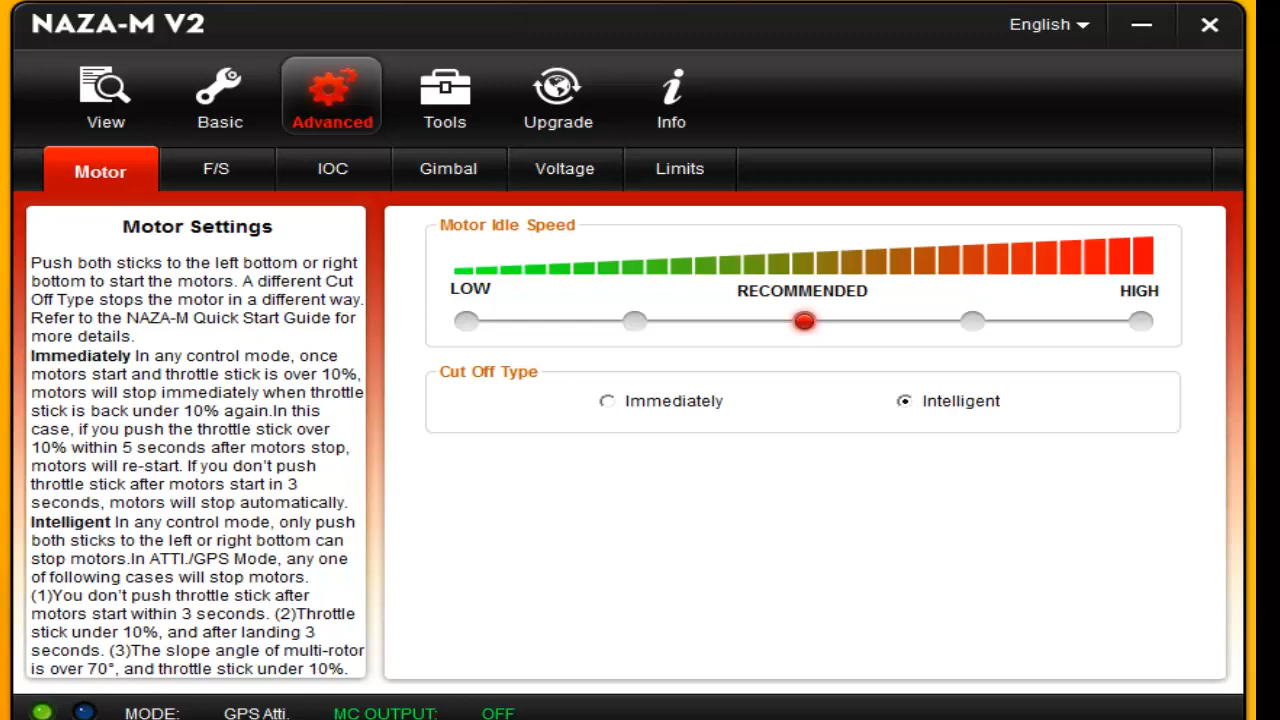 NAZA-M V2
English
View
Basic
Advanced
Tools
Upgrade
Info
Motor
F/S
IOC
Gimbal
Voltage
Limits
Motor Settings
Push both sticks to the left bottom or right
bottom to start the motors. A different Cut
Off Type stops the motor in a different way.
Refer to the NAZA-M Quick Start Guide for
more details.
Immediately In any control mode, once
motors start and throttle stick is over 10%,
motors will stop immediately when throttle
stick is back under 10% again.In this
case, if you push the throttle stick over
10% within 5 seconds after motors stop,
motors will re-start. If you don't push
throttle stick after motors start in 3
seconds, motors will stop automatically.
Intelligent In any control mode, only push
both sticks to the left or right bottom can
stop motors.In ATTI./GPS Mode, any one
of following cases will stop motors.
(1)You don't push throttle stick after
motors start within 3 seconds. (2)Throttle
stick under 10%, and after landing 3
seconds. (3)The slope angle of multi-rotor
is over 70°, and throttle stick under 10%.
Motor Idle Speed
LOW
RECOMMENDED
HIGH
Cut Off Type
Immediately
Intelligent
MODE: GPS Atti. MC OUTPUT: OFF